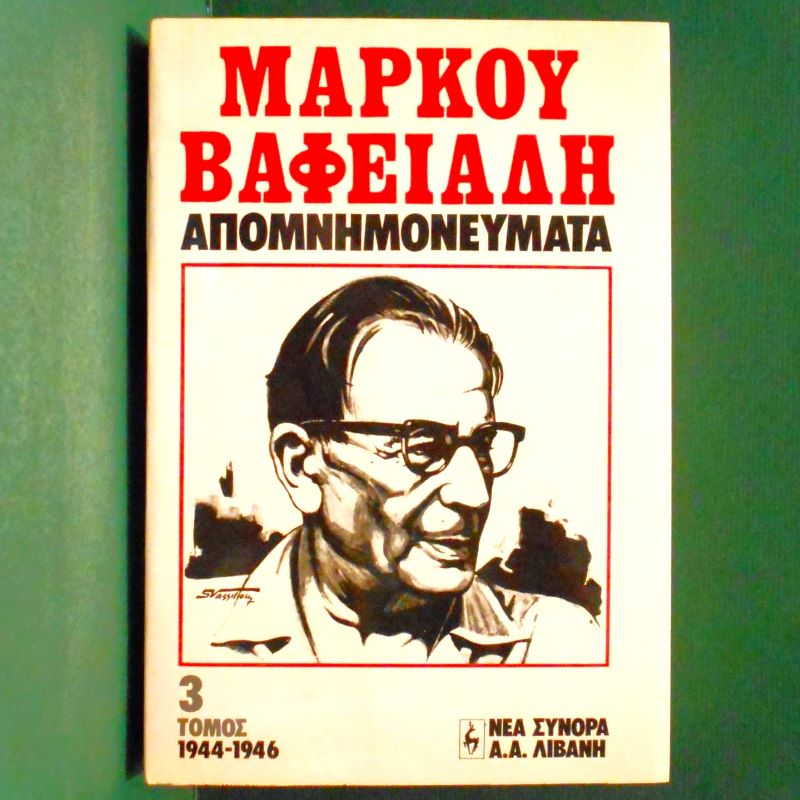 ΜΑΡΚΟΥ
ΒΑΦΕΙΑΔΗ
ΑΠΟΜΝΗΜΟΝΕΥΜΑΤΑ
3
ΤΟΜΟΣ
1944-1946
ΝΕΑ ΣΥΝΟΡΑ
Α.Α. ΛΙΒΑΝΗ